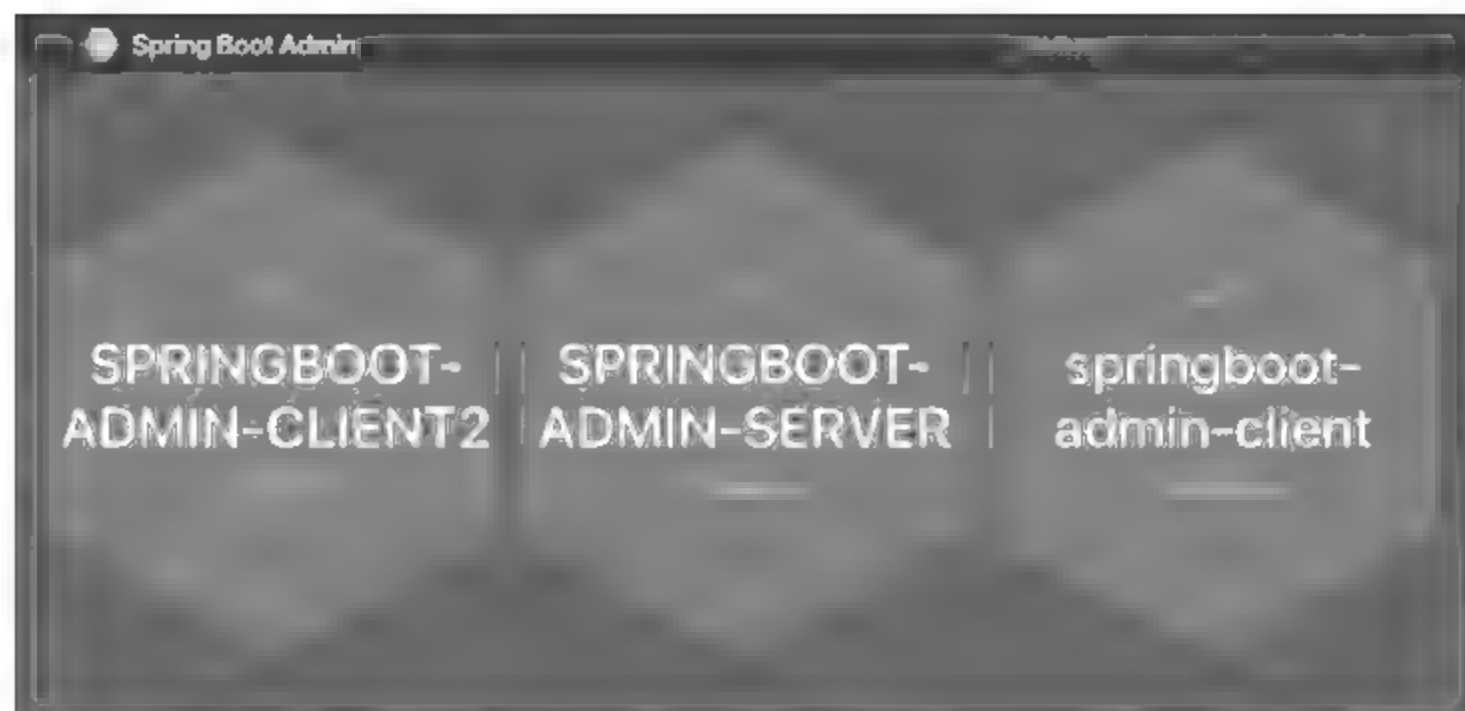 Spring Boot Admin
SPRINGBOOT-
ADMIN-CLIENT2
SPRINGBOOT-
ADMIN-SERVER
springboot-
admin-client